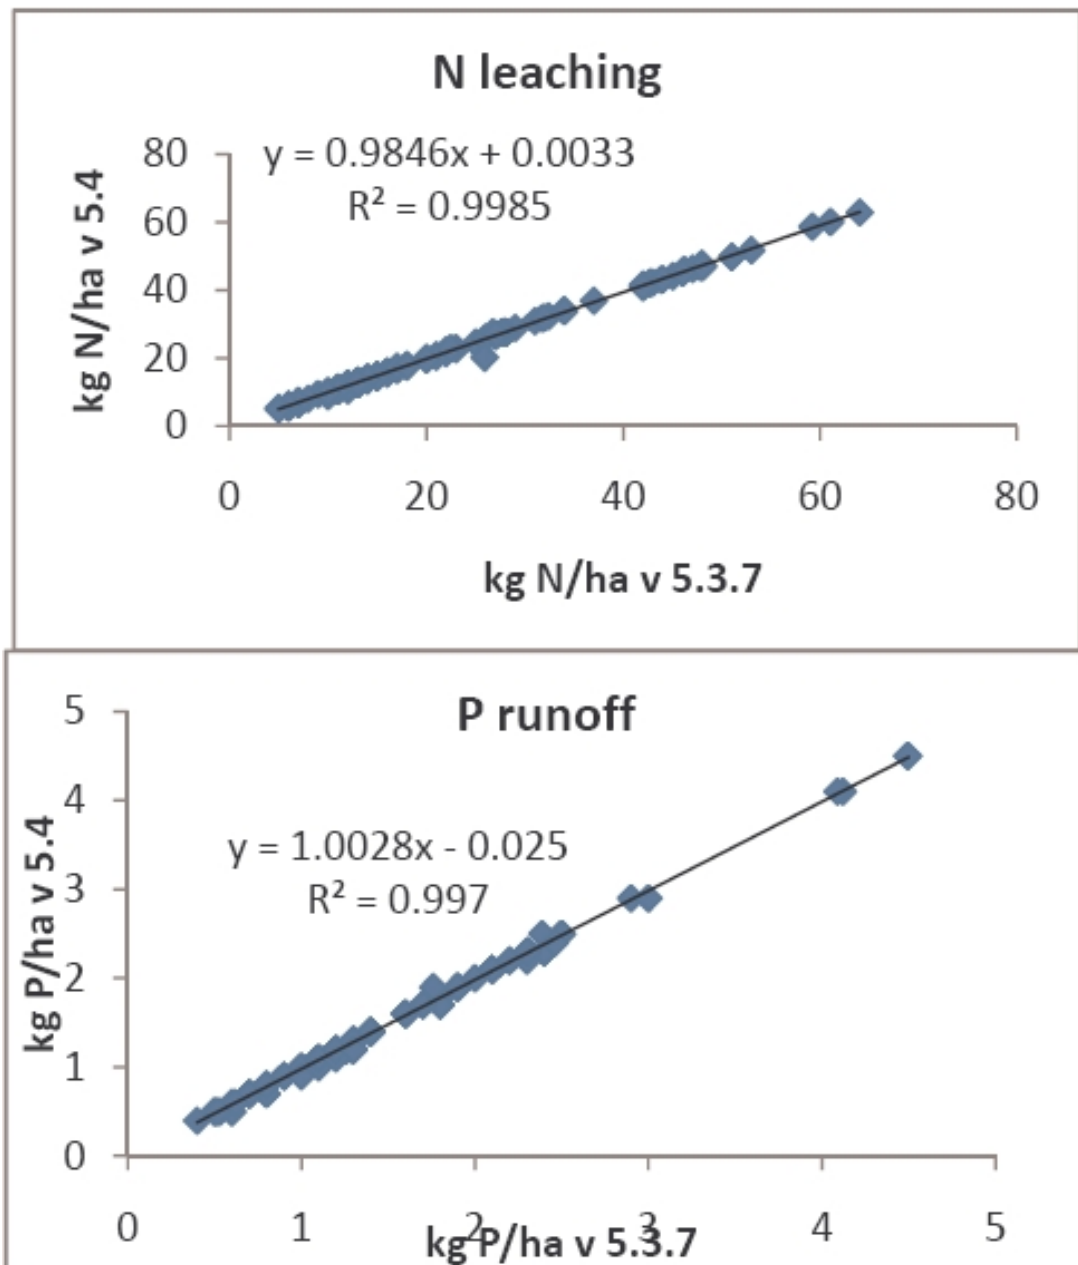 N leaching
y = 0.9846x + 0.0033
R² = 0.9985
80
60
40
20
0
kg N/ha v 5.4
0 20 40 60 80
kg N/ha v 5.3.7
P runoff
y = 1.0028x - 0.025
R² = 0.997
5
4
3
2
1
0
kg P/ha v 5.4
0 1 2 3 4 5
kg P/ha v 5.3.7